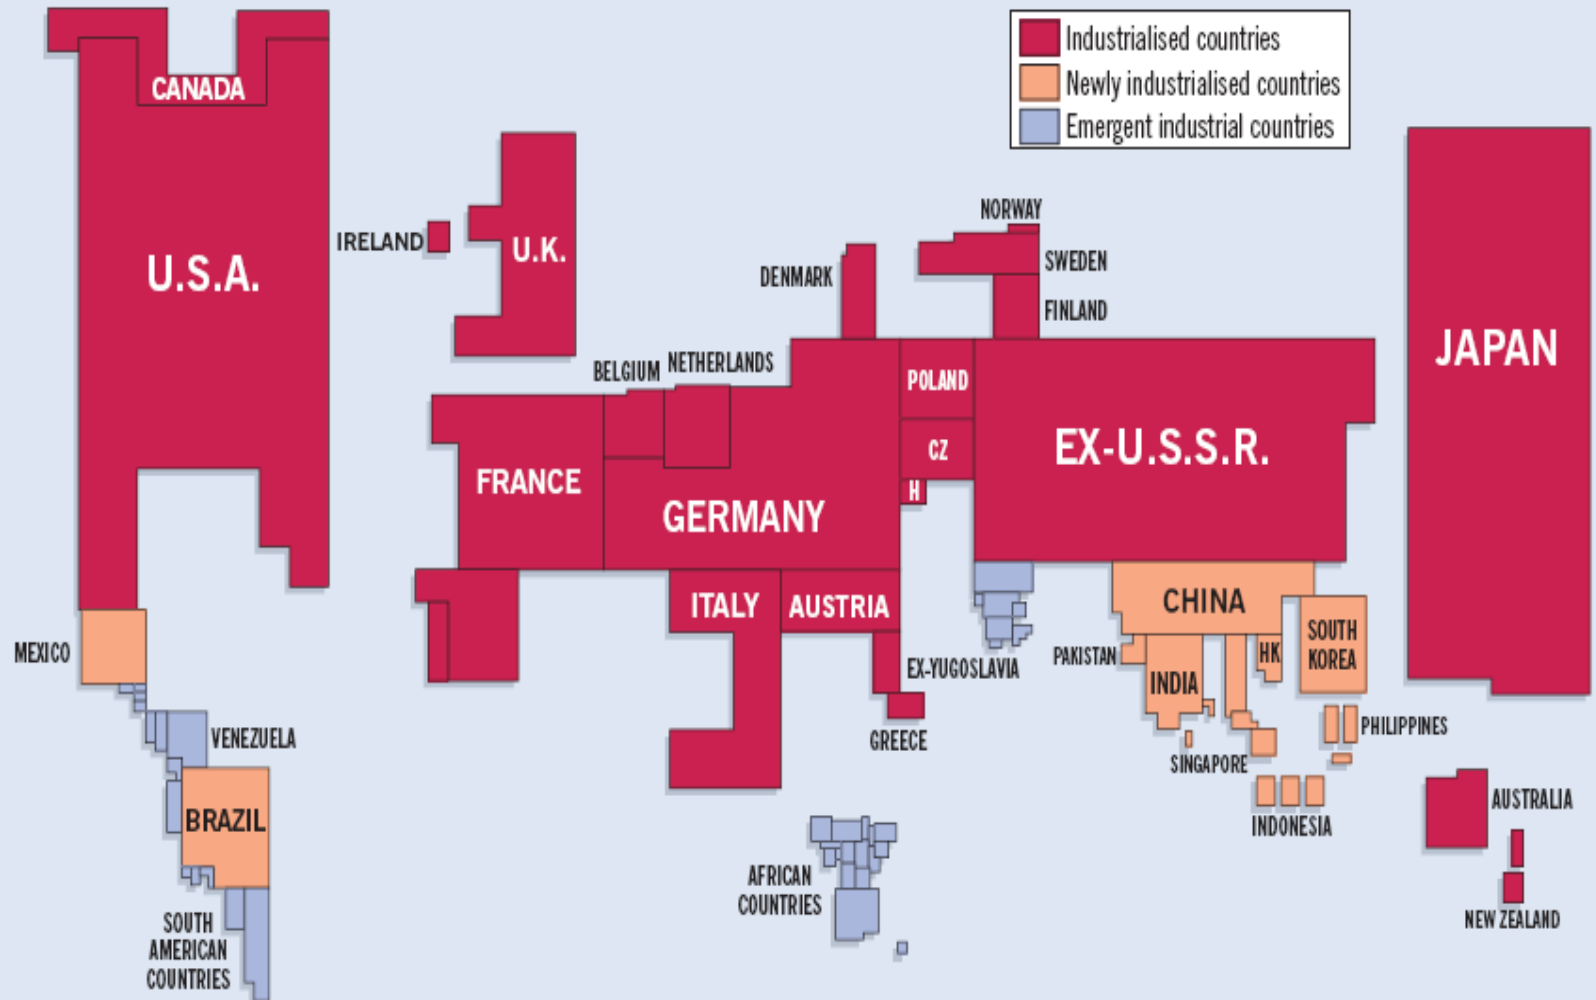 Industrialised countries
Newly industrialised countries
Emergent industrial countries
CANADA
U.S.A.
IRELAND
U.K.
NORWAY
DENMARK
SWEDEN
FINLAND
JAPAN
BELGIUM
NETHERLANDS
POLAND
CZ
H
EX-U.S.S.R.
FRANCE
GERMANY
ITALY
AUSTRIA
CHINA
MEXICO
EX-YUGOSLAVIA
PAKISTAN
INDIA
HK
SOUTH
KOREA
VENEZUELA
GREECE
SINGAPORE
PHILIPPINES
BRAZIL
INDONESIA
AUSTRALIA
AFRICAN
COUNTRIES
SOUTH
AMERICAN
COUNTRIES
NEW ZEALAND